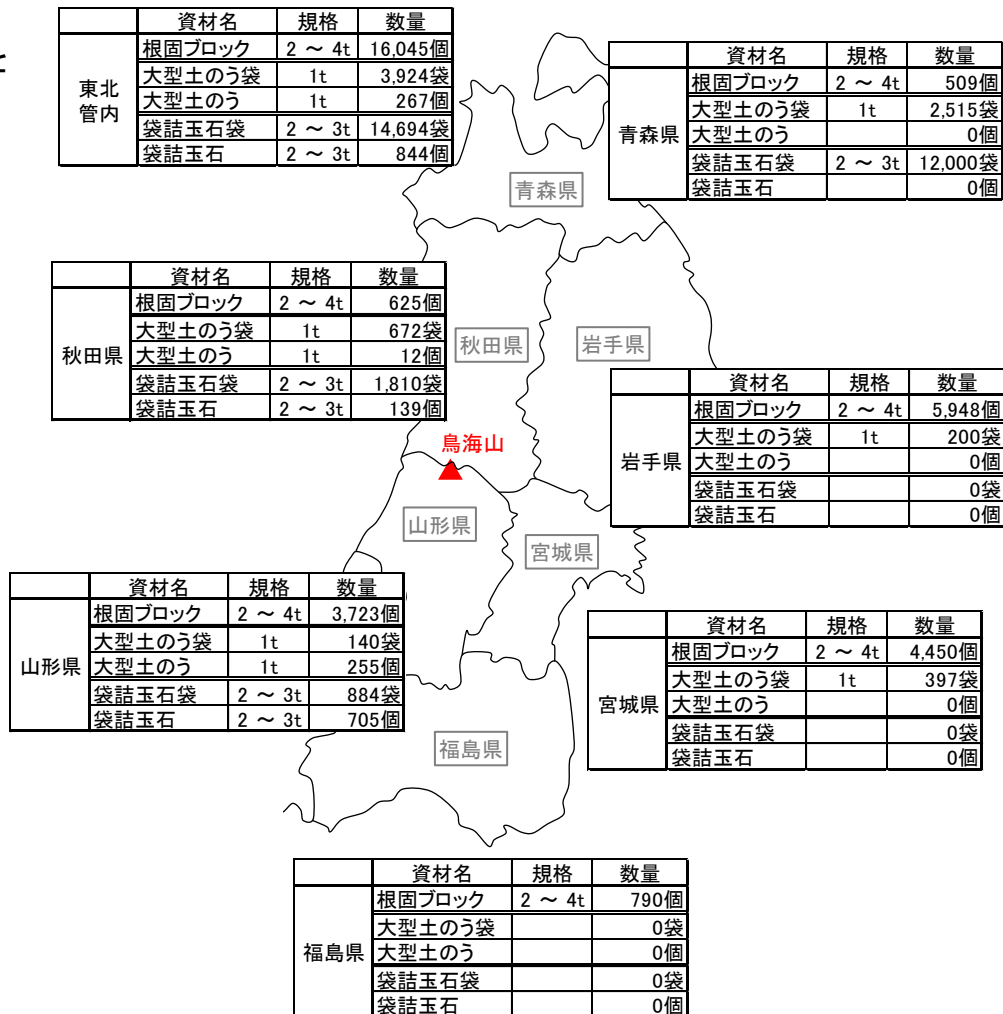 資材名 規格 数量
東北管内
根固ブロック 2 ～ 4t 16,045個
大型土のう袋 1t 3,924袋
大型土のう 1t 267個
袋詰玉石袋 2 ～ 3t 14,694袋
袋詰玉石 2 ～ 3t 844個
資材名 規格 数量
青森県
根固ブロック 2 ～ 4t 509個
大型土のう袋 1t 2,515袋
大型土のう 0個
袋詰玉石袋 2 ～ 3t 12,000袋
袋詰玉石 0個
青森県
資材名 規格 数量
秋田県
根固ブロック 2 ～ 4t 625個
大型土のう袋 1t 672袋
大型土のう 1t 12個
袋詰玉石袋 2 ～ 3t 1,810袋
袋詰玉石 2 ～ 3t 139個
秋田県
岩手県
資材名 規格 数量
岩手県
根固ブロック 2 ～ 4t 5,948個
大型土のう袋 1t 200袋
大型土のう 0個
袋詰玉石袋 0袋
袋詰玉石 0個
鳥海山
山形県
宮城県
資材名 規格 数量
山形県
根固ブロック 2 ～ 4t 3,723個
大型土のう袋 1t 140袋
大型土のう 1t 255個
袋詰玉石袋 2 ～ 3t 884袋
袋詰玉石 2 ～ 3t 705個
資材名 規格 数量
宮城県
根固ブロック 2 ～ 4t 4,450個
大型土のう袋 1t 397袋
大型土のう 0個
袋詰玉石袋 0袋
袋詰玉石 0個
福島県
資材名 規格 数量
福島県
根固ブロック 2 ～ 4t 790個
大型土のう袋 0袋
大型土のう 0個
袋詰玉石袋 0袋
袋詰玉石 0個